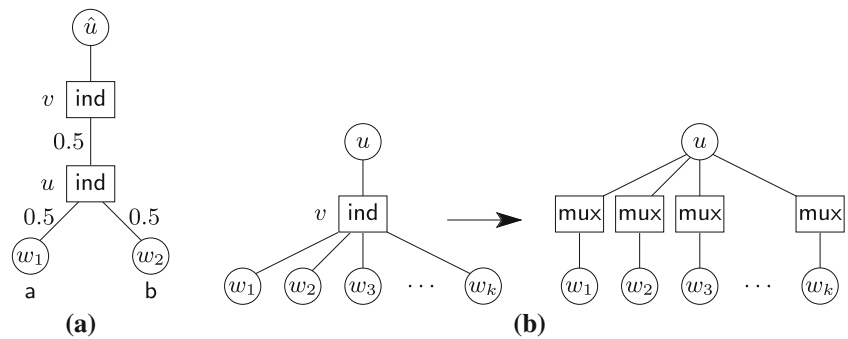 û
v ind
0.5
u ind
0.5 0.5
w₁ w₂
a b
(a)
u
v ind
w₁ w₂ w₃ ⋯ wₖ
u
mux mux mux mux
w₁ w₂ w₃ ⋯ wₖ
(b)